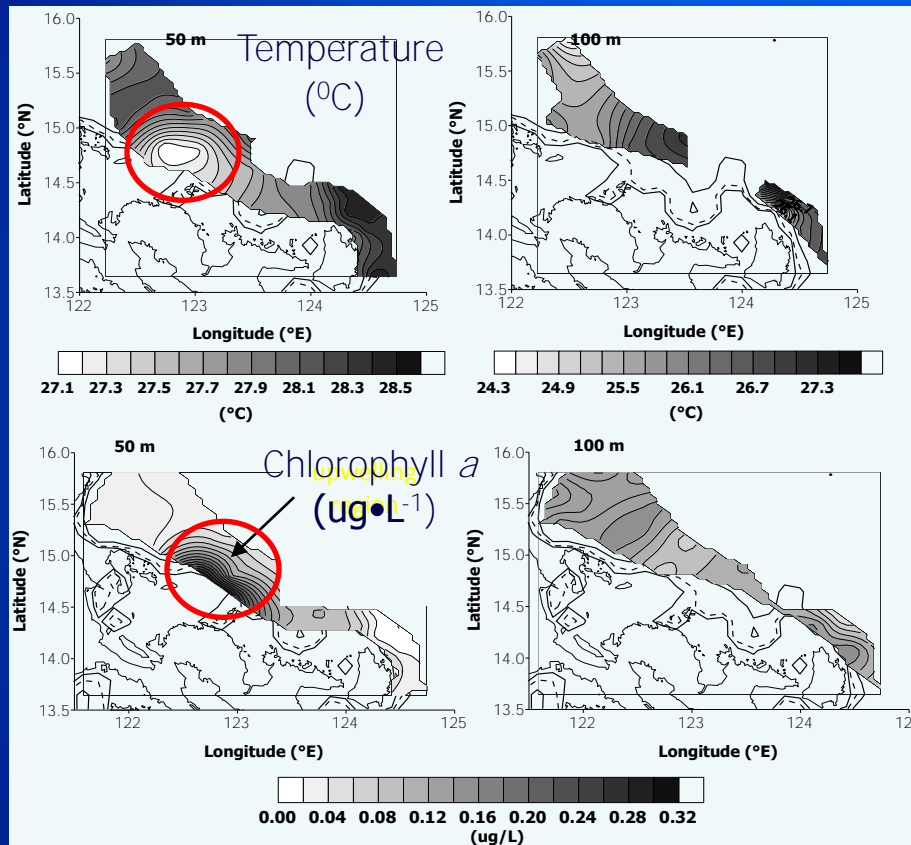 Temperature
(⁰C)
50 m
16.0
15.5
15.0
14.5
14.0
13.5
Latitude (°N)
122 123 124 125
Longitude (°E)
27.1 27.3 27.5 27.7 27.9 28.1 28.3 28.5
(°C)
100 m
16.0
15.5
15.0
14.5
14.0
13.5
Latitude (°N)
122 123 124 125
Longitude (°E)
24.3 24.9 25.5 26.1 26.7 27.3
(°C)
Chlorophyll a
(ug•L⁻¹)
upwelling
region
50 m
16.0
15.5
15.0
14.5
14.0
13.5
Latitude (°N)
122 123 124 125
Longitude (°E)
100 m
16.0
15.5
15.0
14.5
14.0
13.5
Latitude (°N)
122 123 124
Longitude (°E)
0.00 0.04 0.08 0.12 0.16 0.20 0.24 0.28 0.32
(ug/L)